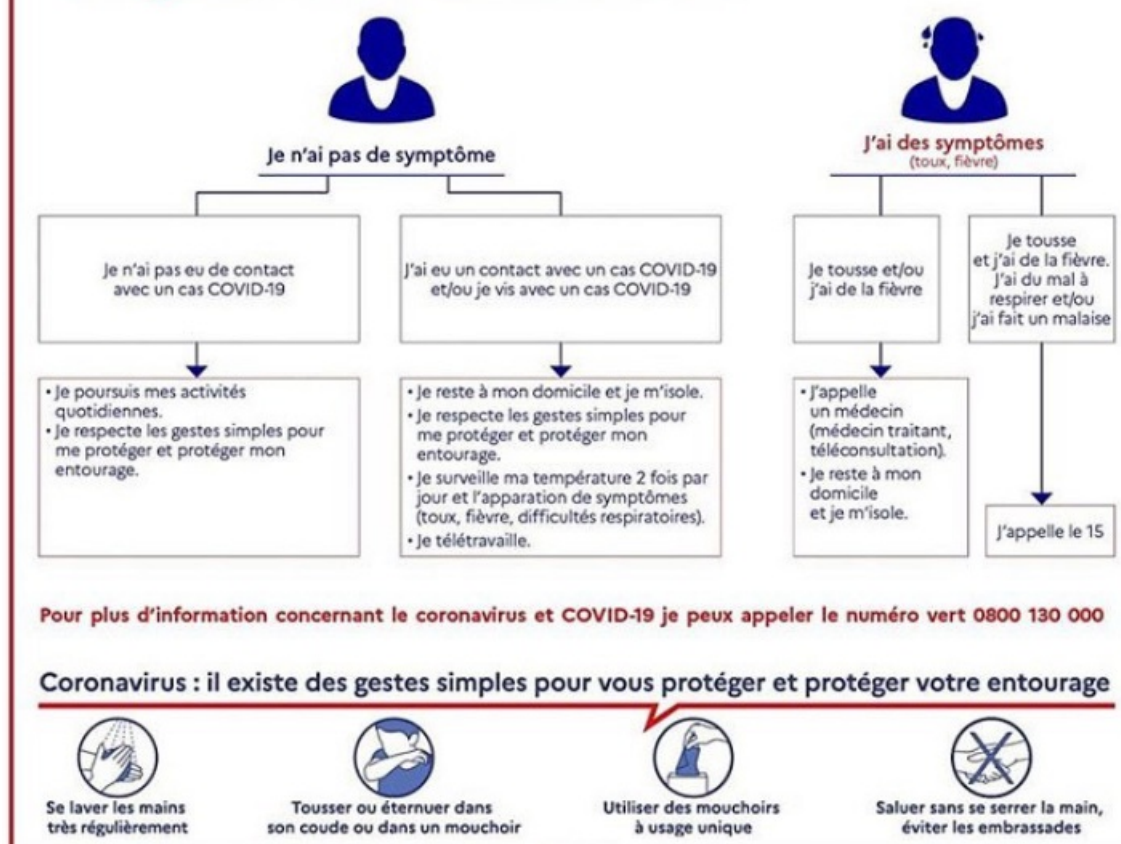 Je n'ai pas de symptôme
J'ai des symptômes
(toux, fièvre)
Je n'ai pas eu de contact
avec un cas COVID-19
J'ai eu un contact avec un cas COVID-19
et/ou je vis avec un cas COVID-19
Je tousse et/ou
j'ai de la fièvre
Je tousse
et j'ai de la fièvre.
J'ai du mal à
respirer et/ou
j'ai fait un malaise
• Je poursuis mes activités
quotidiennes.
• Je respecte les gestes simples pour
me protéger et protéger mon
entourage.
• Je reste à mon domicile et je m'isole.
• Je respecte les gestes simples pour
me protéger et protéger mon
entourage.
• Je surveille ma température 2 fois par
jour et l'apparation de symptômes
(toux, fièvre, difficultés respiratoires).
• Je télétravaille.
• J'appelle
un médecin
(médecin traitant,
téléconsultation).
• Je reste à mon
domicile
et je m'isole.
J'appelle le 15
Pour plus d'information concernant le coronavirus et COVID-19 je peux appeler le numéro vert 0800 130 000
Coronavirus : il existe des gestes simples pour vous protéger et protéger votre entourage
Se laver les mains
très régulièrement
Tousser ou éternuer dans
son coude ou dans un mouchoir
Utiliser des mouchoirs
à usage unique
Saluer sans se serrer la main,
éviter les embrassades